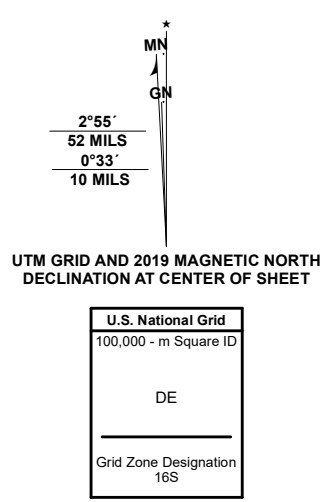 MN
GN
2°55´
52 MILS
0°33´
10 MILS
UTM GRID AND 2019 MAGNETIC NORTH
DECLINATION AT CENTER OF SHEET
U.S. National Grid
100,000 - m Square ID
DE
Grid Zone Designation
16S